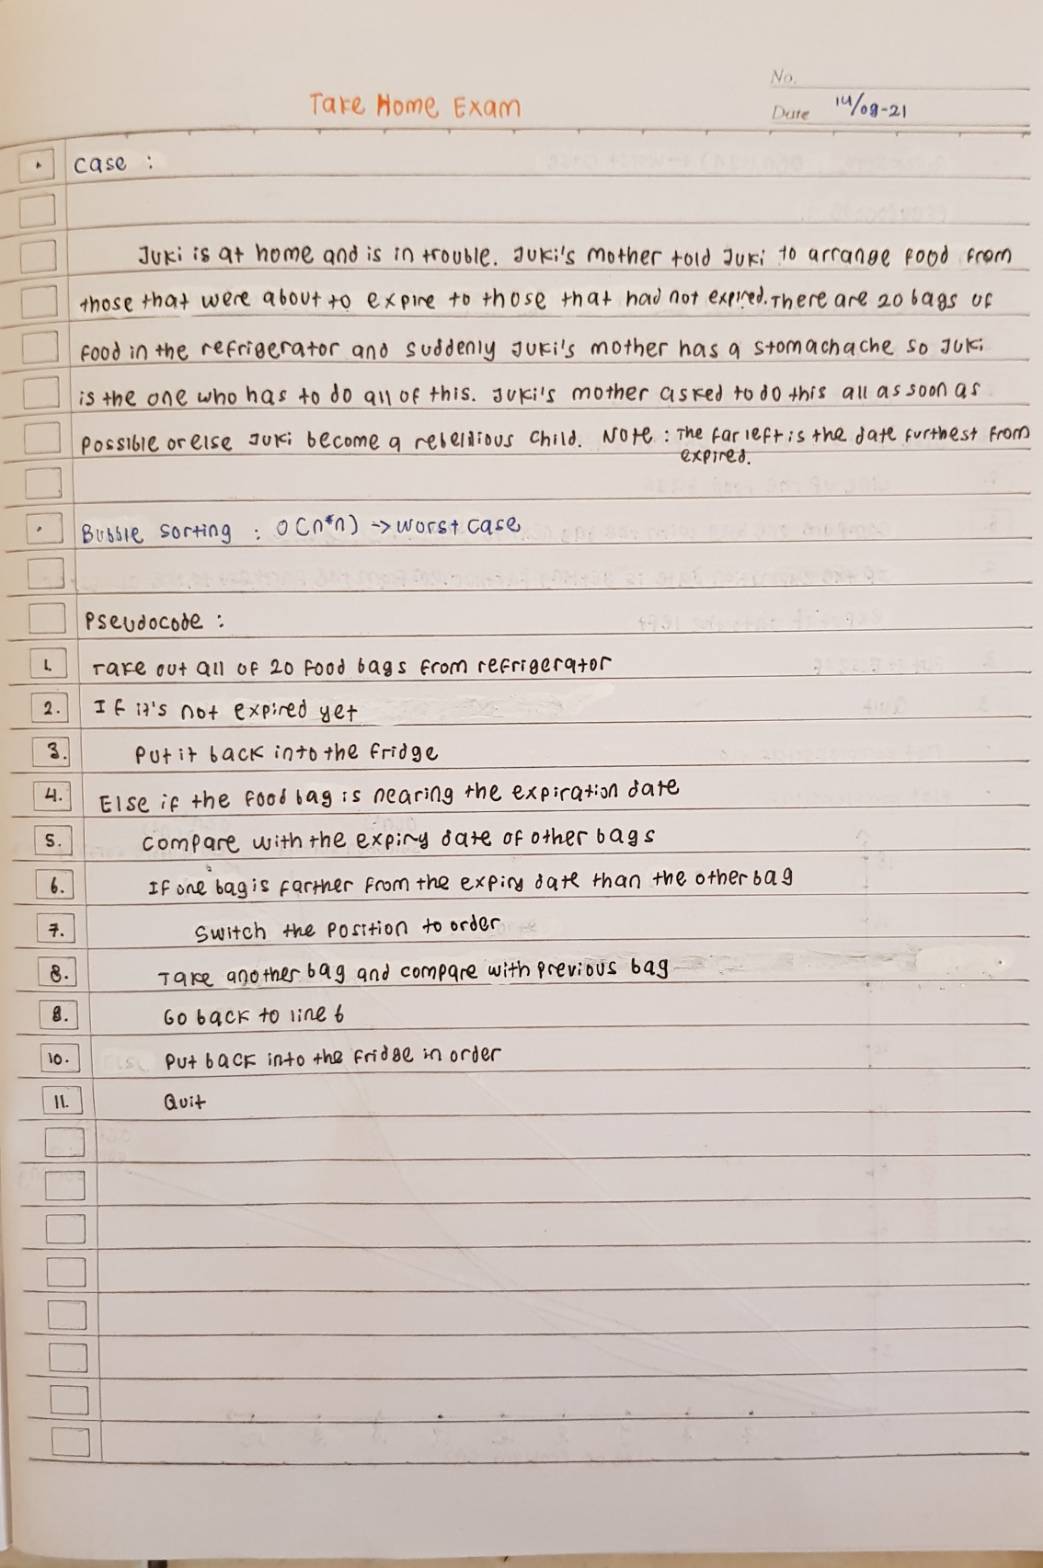 No.
Take Home Exam
Date 14/09-21
Case :
Juki is at home and is in trouble. Juki's mother told Juki to arrange food from
those that were about to expire to those that had not expired. There are 20 bags of
food in the refrigerator and suddenly Juki's mother has a stomachache so Juki
is the one who has to do all of this. Juki's mother asked to do this all as soon as
possible or else Juki become a rebellious child. Note : The far left is the date furthest from
expired.
Bubble sorting : O(n*n) → worst case
Pseudocode :
1. Take out all of 20 food bags from refrigerator
2. If it's not expired yet
3. Put it back into the fridge
4. Else if the food bag is nearing the expiration date
5. Compare with the expiry date of other bags
6. If one bag is farther from the expiry date than the other bag
7. Switch the position to order
8. Take another bag and compare with previous bag
8. Go back to line 6
10. Put back into the fridge in order
11. Quit